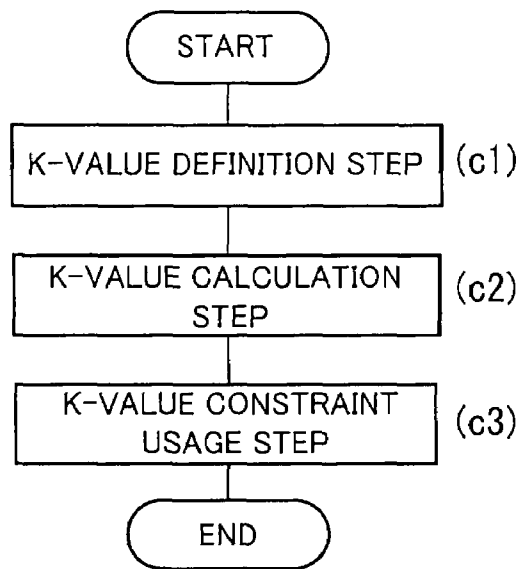 START
K-VALUE DEFINITION STEP (c1)
K-VALUE CALCULATION
STEP (c2)
K-VALUE CONSTRAINT
USAGE STEP (c3)
END